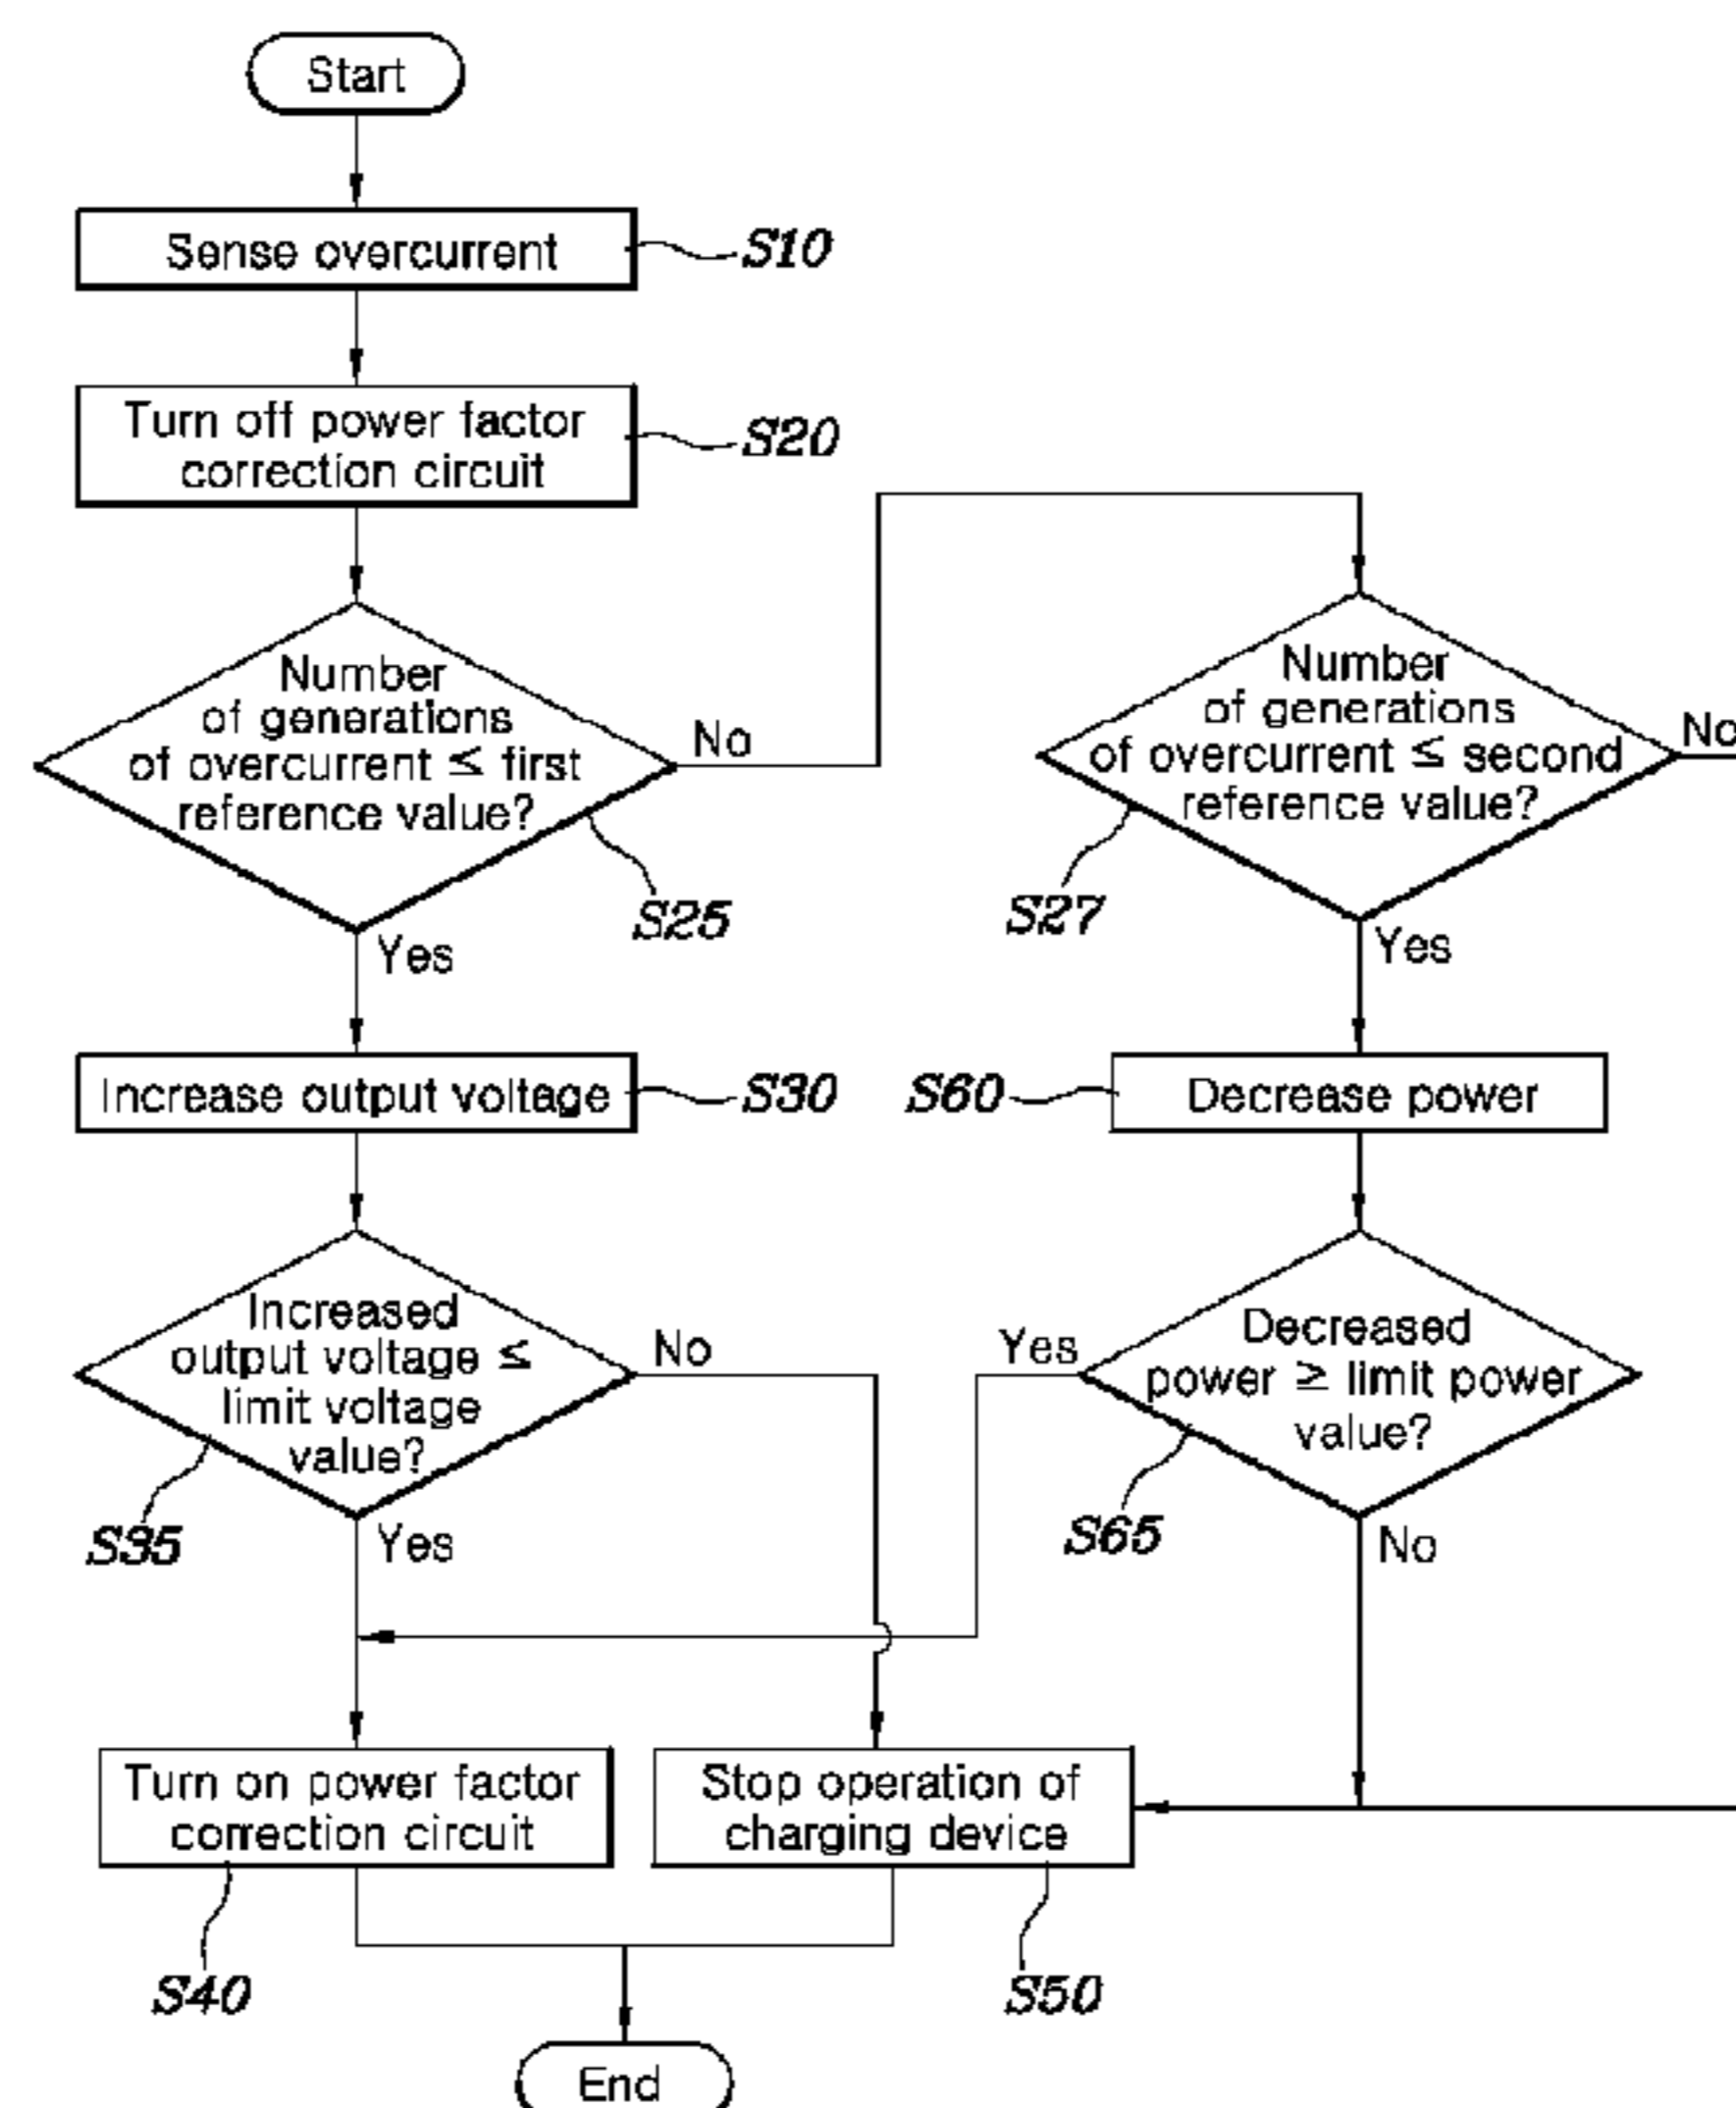 Start
Sense overcurrent
S10
Turn off power factor
correction circuit
S20
Number
of generations
of overcurrent ≤ first
reference value?
No
S25
Yes
Number
of generations
of overcurrent ≤ second
reference value?
No
S27
Yes
Increase output voltage
S30
S60
Decrease power
Increased
output voltage ≤
limit voltage
value?
No
S35
Yes
Yes
Decreased
power ≥ limit power
value?
S65
No
Turn on power factor
correction circuit
S40
Stop operation of
charging device
S50
End